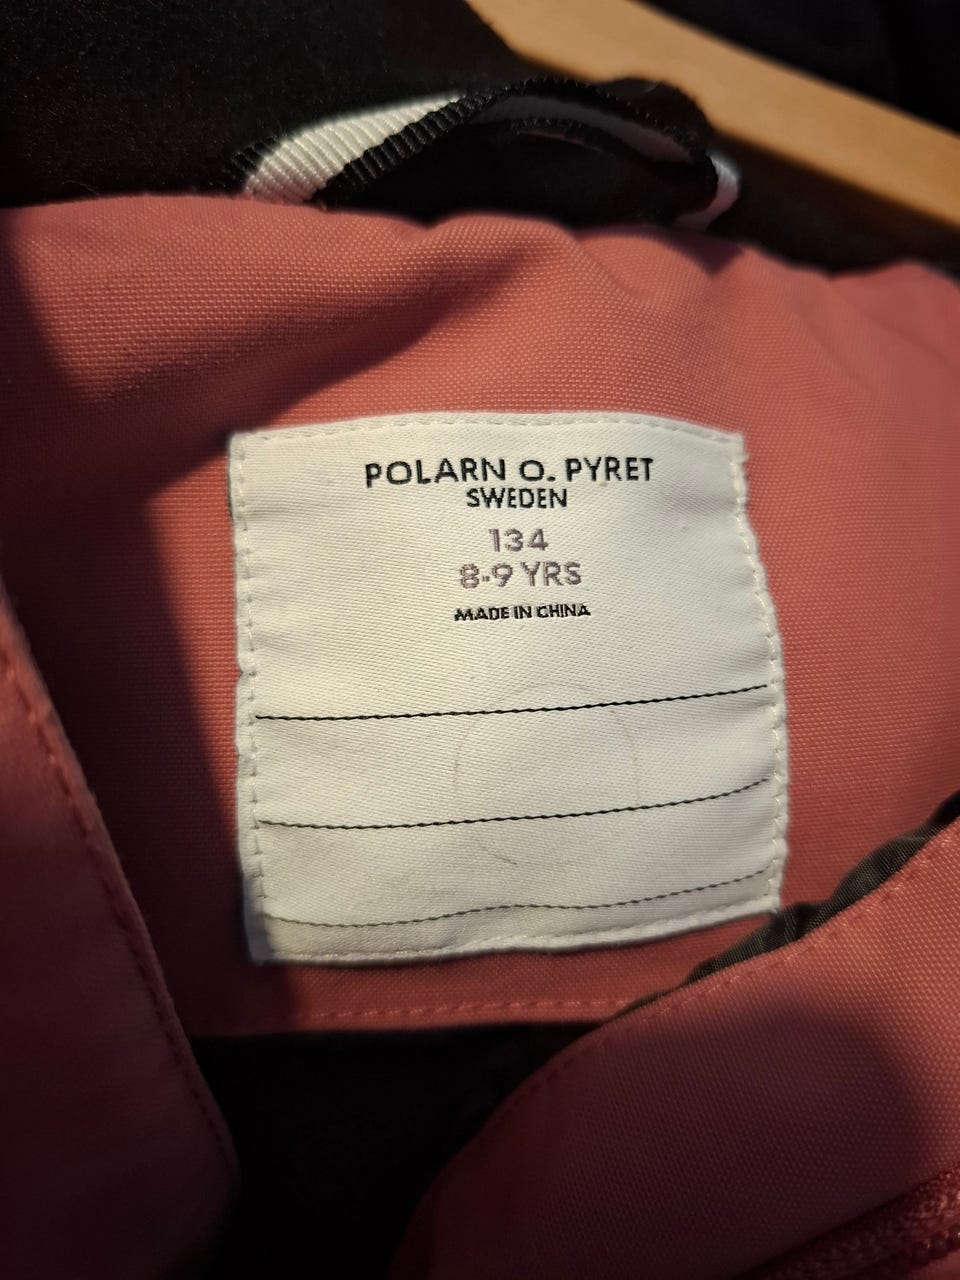 POLARN O. PYRET
SWEDEN
134
8-9 YRS
MADE IN CHINA